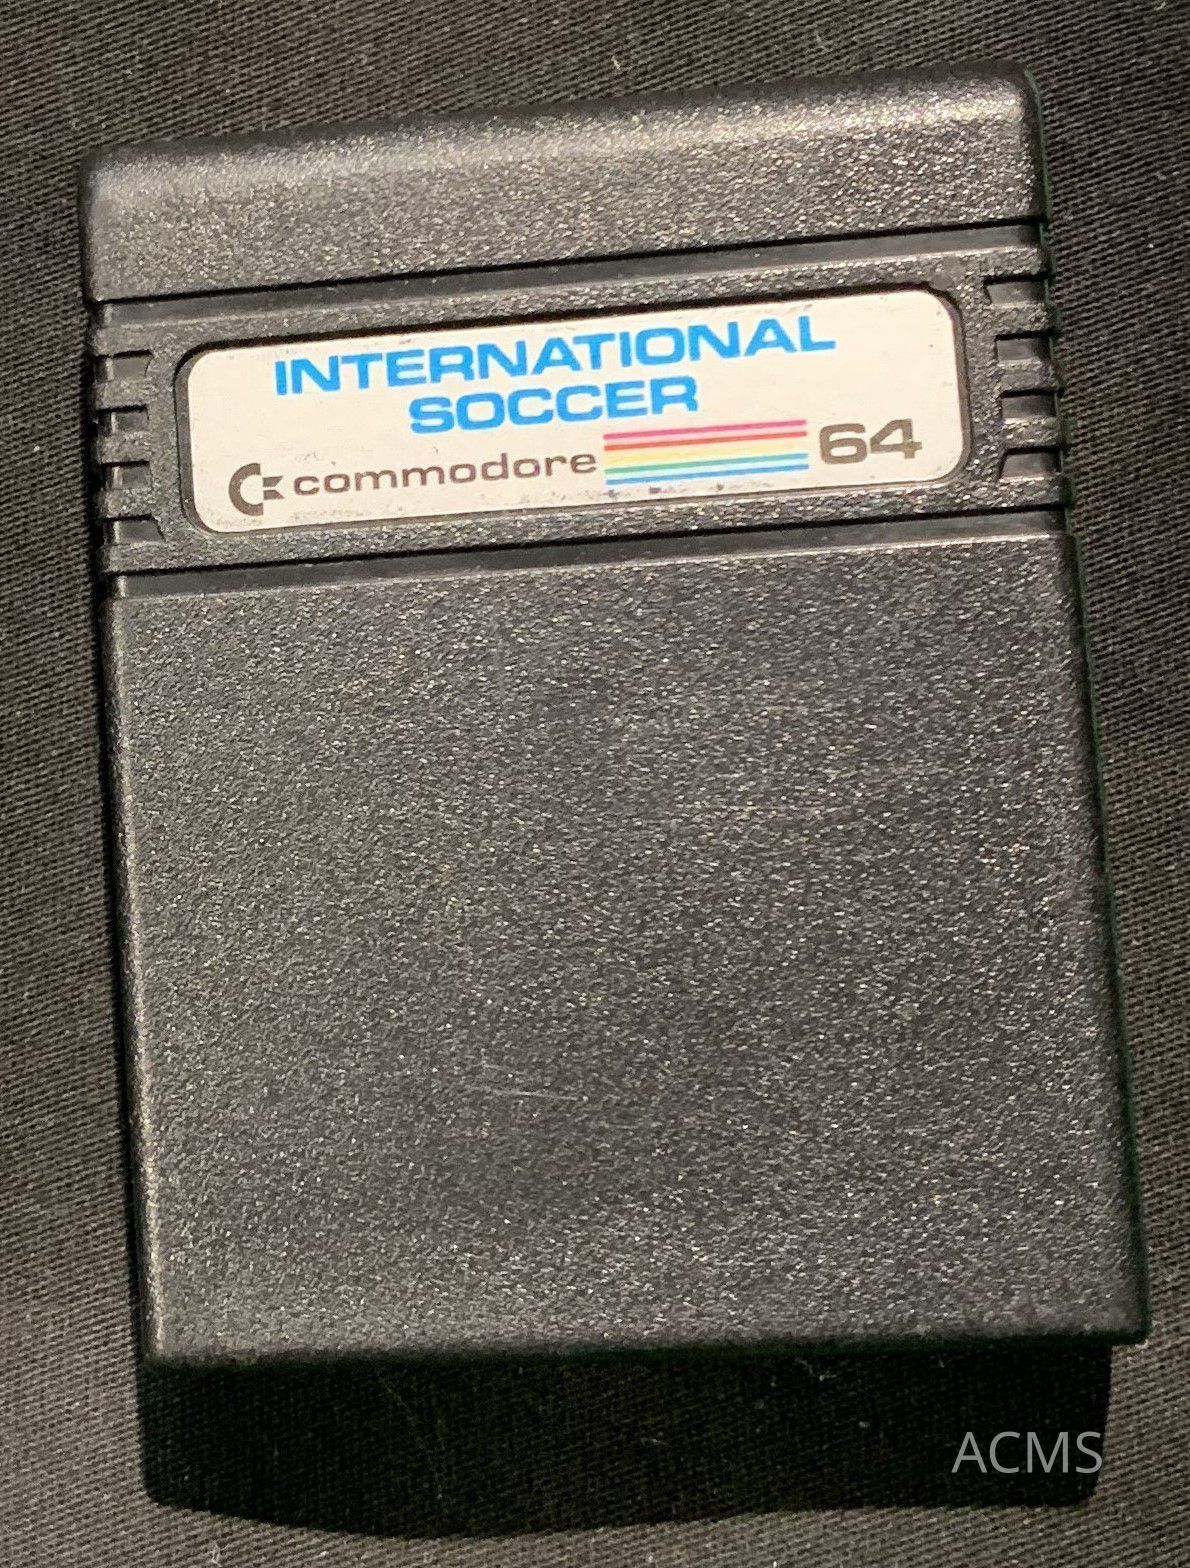 INTERNATIONAL
SOCCER
commodore 64
ACMS